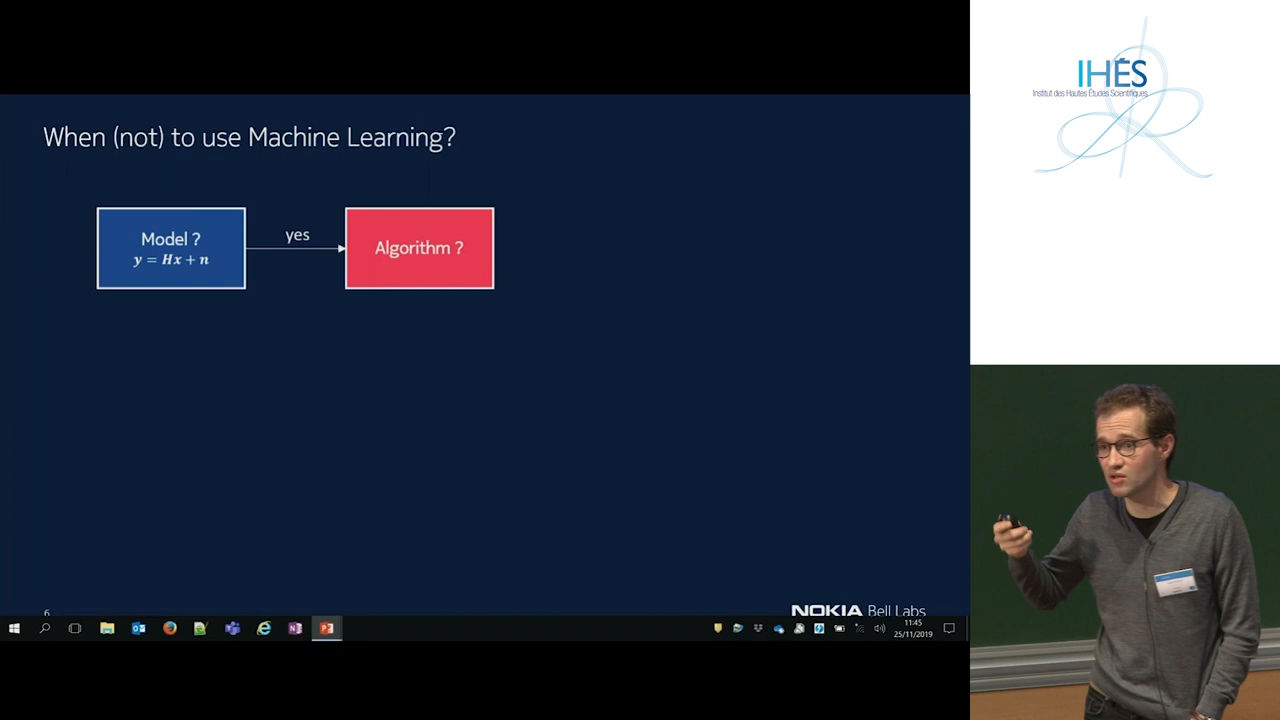 When (not) to use Machine Learning?
Model ?
y = Hx + n
yes
Algorithm ?
6
NOKIA Bell Labs
11:45
25/11/2019
IHÉS
Institut des Hautes Études Scientifiques